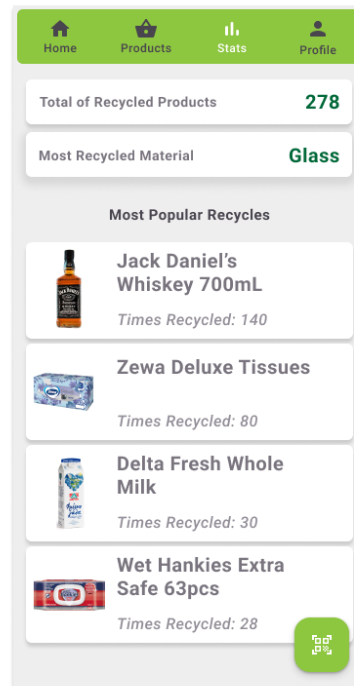 Home Products Stats Profile
Total of Recycled Products 278
Most Recycled Material Glass
Most Popular Recycles
Jack Daniel’s
Whiskey 700mL
Times Recycled: 140
Zewa Deluxe Tissues
Times Recycled: 80
Delta Fresh Whole
Milk
Times Recycled: 30
Wet Hankies Extra
Safe 63pcs
Times Recycled: 28